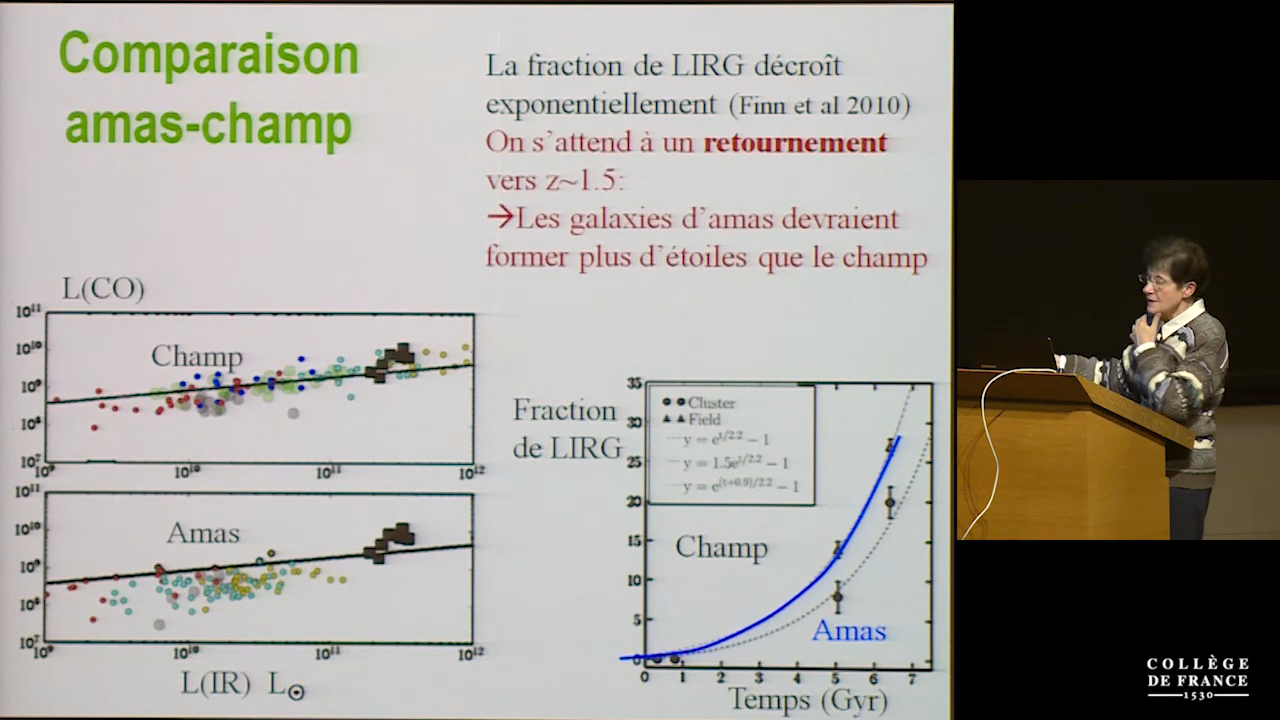 Comparaison
amas-champ
La fraction de LIRG décroît
exponentiellement (Finn et al 2010)
On s'attend à un retournement
vers z~1.5:
→Les galaxies d'amas devraient
former plus d'étoiles que le champ
L(CO)
10¹¹
10¹⁰
10⁹
10⁸
10⁷
Champ
10⁹ 10¹⁰ 10¹¹ 10¹²
10¹¹
10¹⁰
10⁹
10⁸
10⁷
Amas
10⁹ 10¹⁰ 10¹¹ 10¹²
L(IR) L⊙
Fraction
de LIRG
35
30
25
20
15
10
5
0
Cluster
Field
y = e^(t/2.2) − 1
y = 1.5e^(t/2.2) − 1
y = e^((t+0.9)/2.2) − 1
Champ
Amas
0 1 2 3 4 5 6 7
Temps (Gyr)
COLLÈGE
DE FRANCE
1530